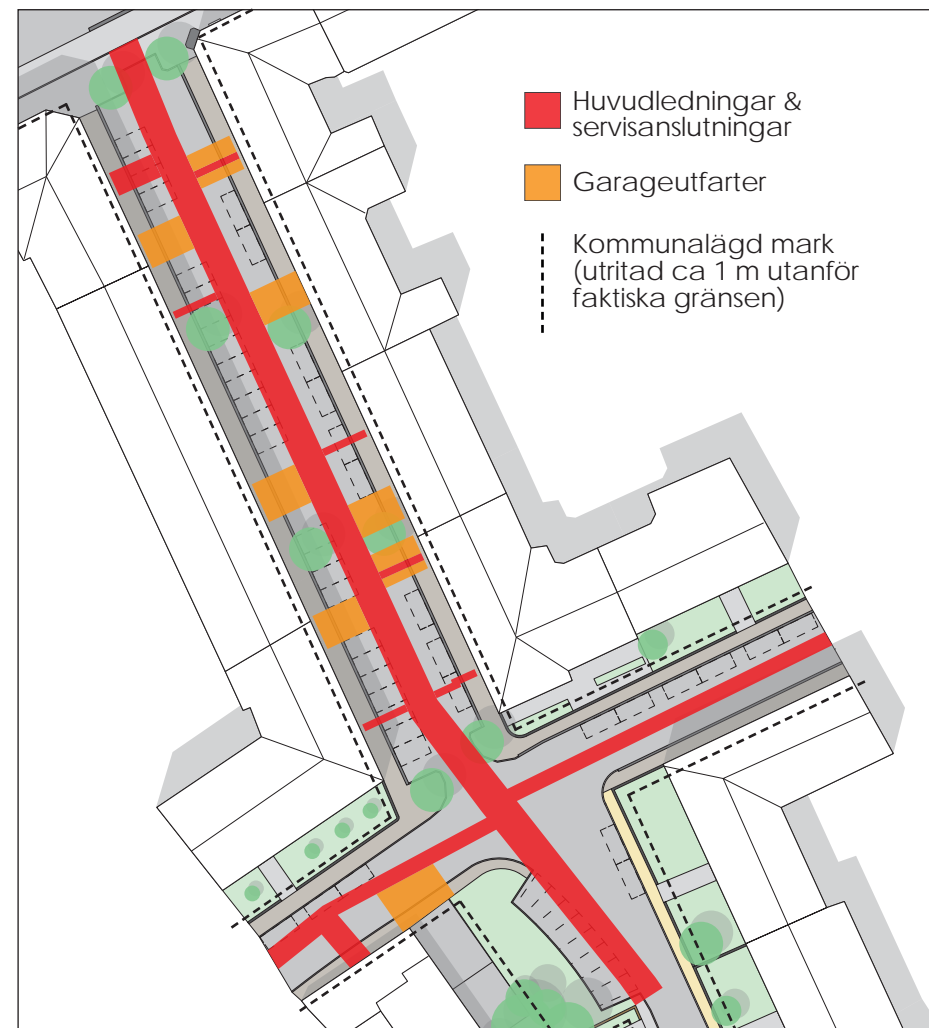 Huvudledningar &
servisanslutningar
Garageutfarter
Kommunalägd mark
(utritad ca 1 m utanför
faktiska gränsen)